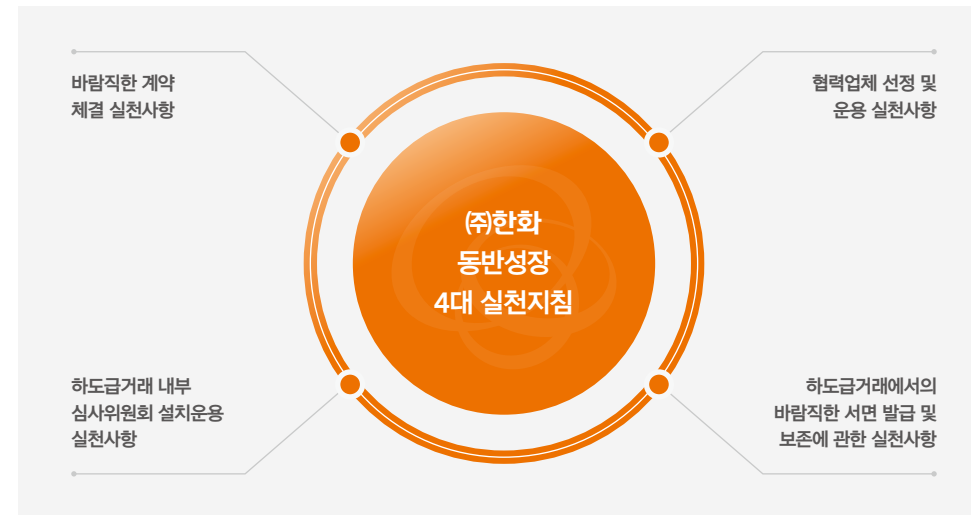 바람직한 계약
체결 실천사항
협력업체 선정 및
운용 실천사항
㈜한화
동반성장
4대 실천지침
하도급거래 내부
심사위원회 설치운용
실천사항
하도급거래에서의
바람직한 서면 발급 및
보존에 관한 실천사항